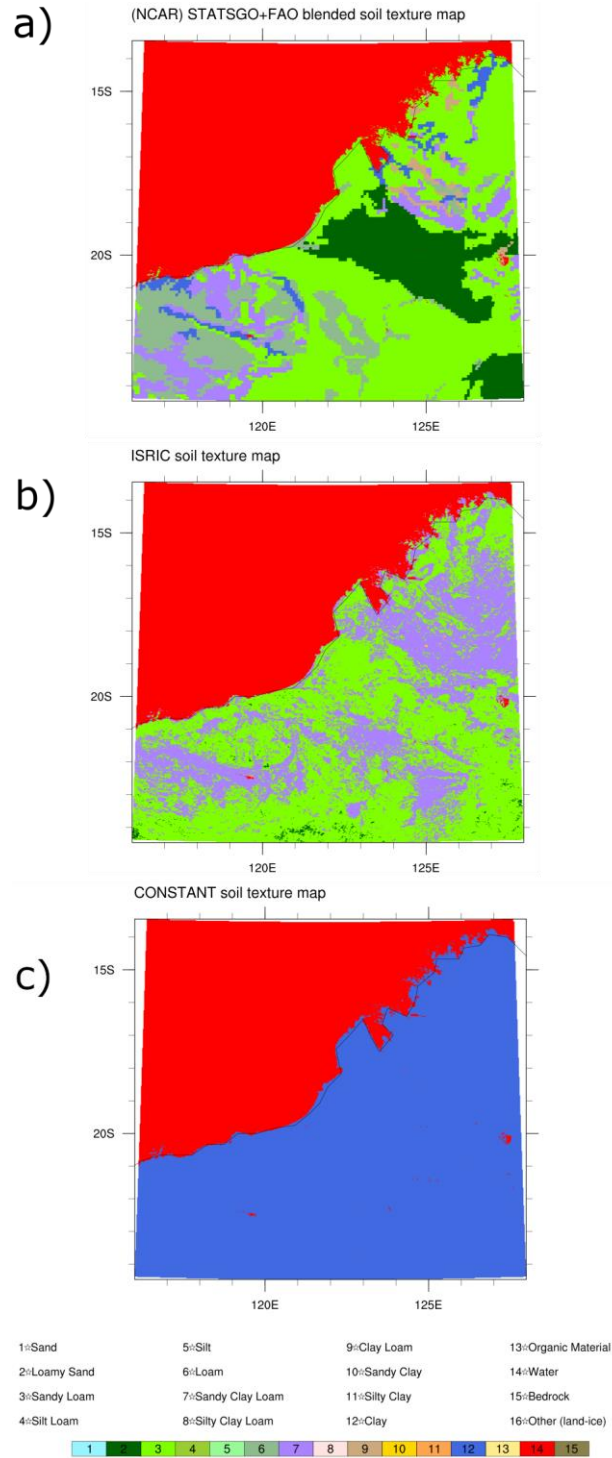 a)
(NCAR) STATSGO+FAO blended soil texture map
15S
20S
120E 125E
b)
ISRIC soil texture map
15S
20S
120E 125E
c)
CONSTANT soil texture map
15S
20S
120E 125E
1☆Sand 5☆Silt 9☆Clay Loam 13☆Organic Material
2☆Loamy Sand 6☆Loam 10☆Sandy Clay 14☆Water
3☆Sandy Loam 7☆Sandy Clay Loam 11☆Silty Clay 15☆Bedrock
4☆Silt Loam 8☆Silty Clay Loam 12☆Clay 16☆Other (land-ice)
1 2 3 4 5 6 7 8 9 10 11 12 13 14 15